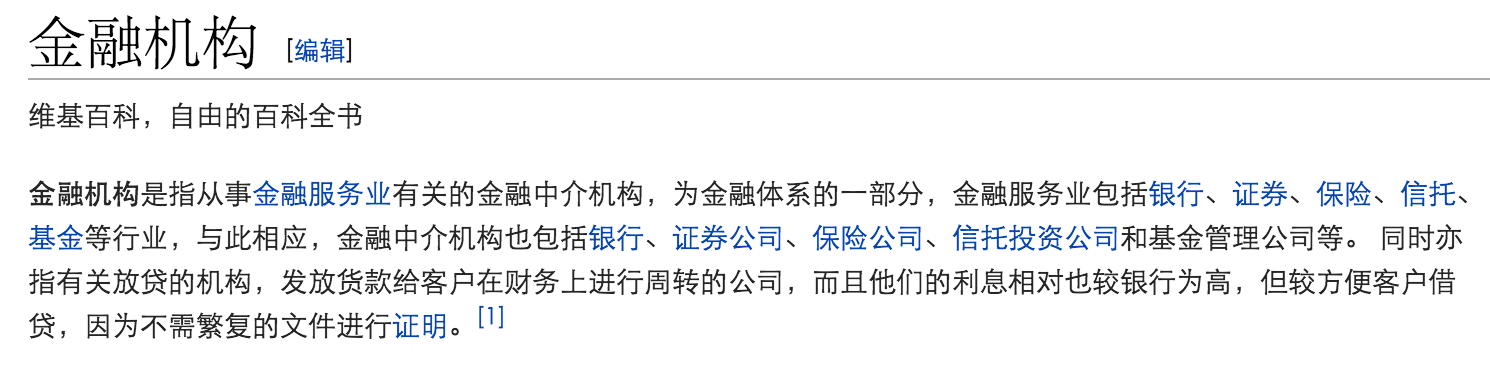 金融机构 [编辑]
维基百科，自由的百科全书
金融机构是指从事金融服务业有关的金融中介机构，为金融体系的一部分，金融服务业包括银行、证券、保险、信托、
基金等行业，与此相应，金融中介机构也包括银行、证券公司、保险公司、信托投资公司和基金管理公司等。 同时亦
指有关放贷的机构，发放货款给客户在财务上进行周转的公司，而且他们的利息相对也较银行为高，但较方便客户借
贷，因为不需繁复的文件进行证明。[1]